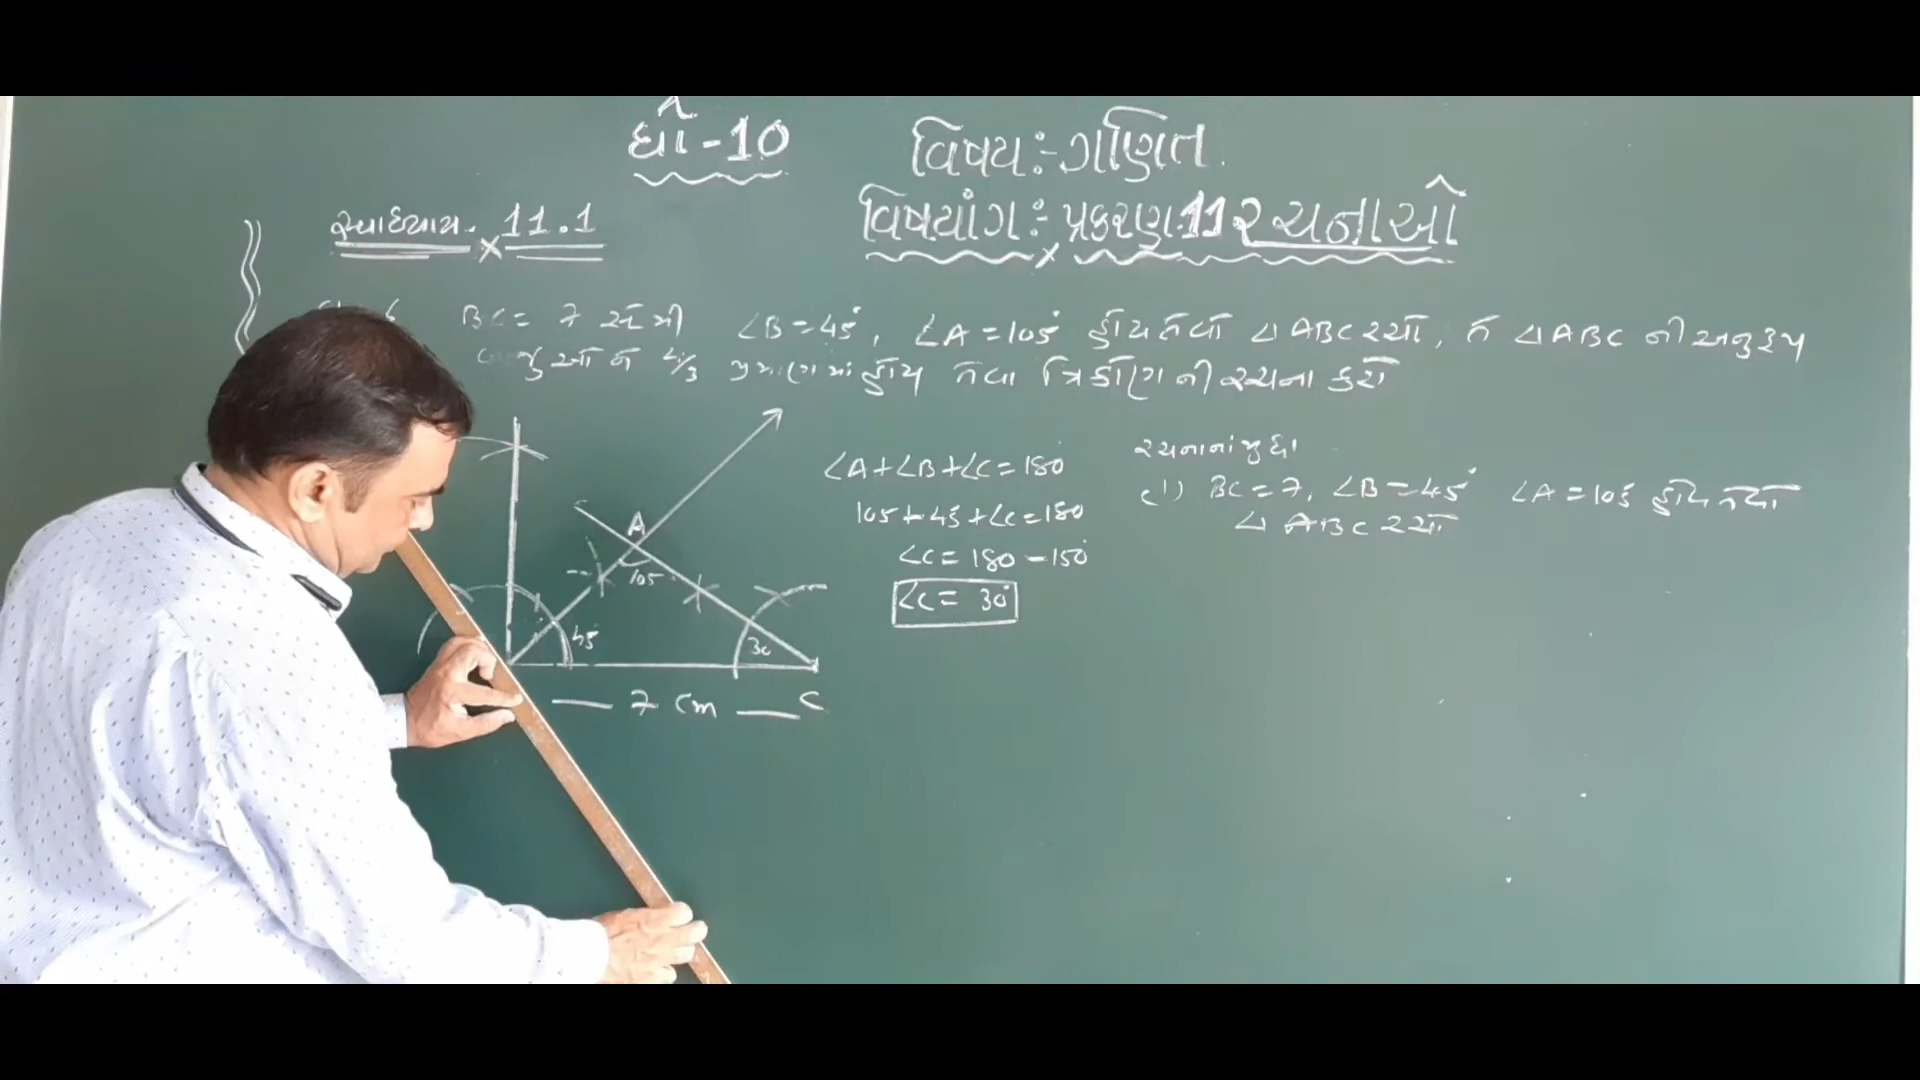 ધો-10
વિષય:-ગણિત.
સ્વાધ્યાય. 11.1
વિષયાંગ:- પ્રકરણ 11 રચનાઓ
BC = 7 સેમી ∠B = 45°, ∠A = 105° હોય તેવો △ABC રચો, તે △ABC ની અનુરૂપ
4/3 પ્રમાણમાં હોય તેવા ત્રિકોણની રચના કરો
∠A+∠B+∠C=180°
105+45+∠C=180
∠C= 180-150°
∠C= 30°
રચનાનાં મુદ્દા
(1) BC = 7, ∠B = 45° ∠A = 105 હોય તેવો
△ ABC રચો
A
105
45
30
7 cm
C